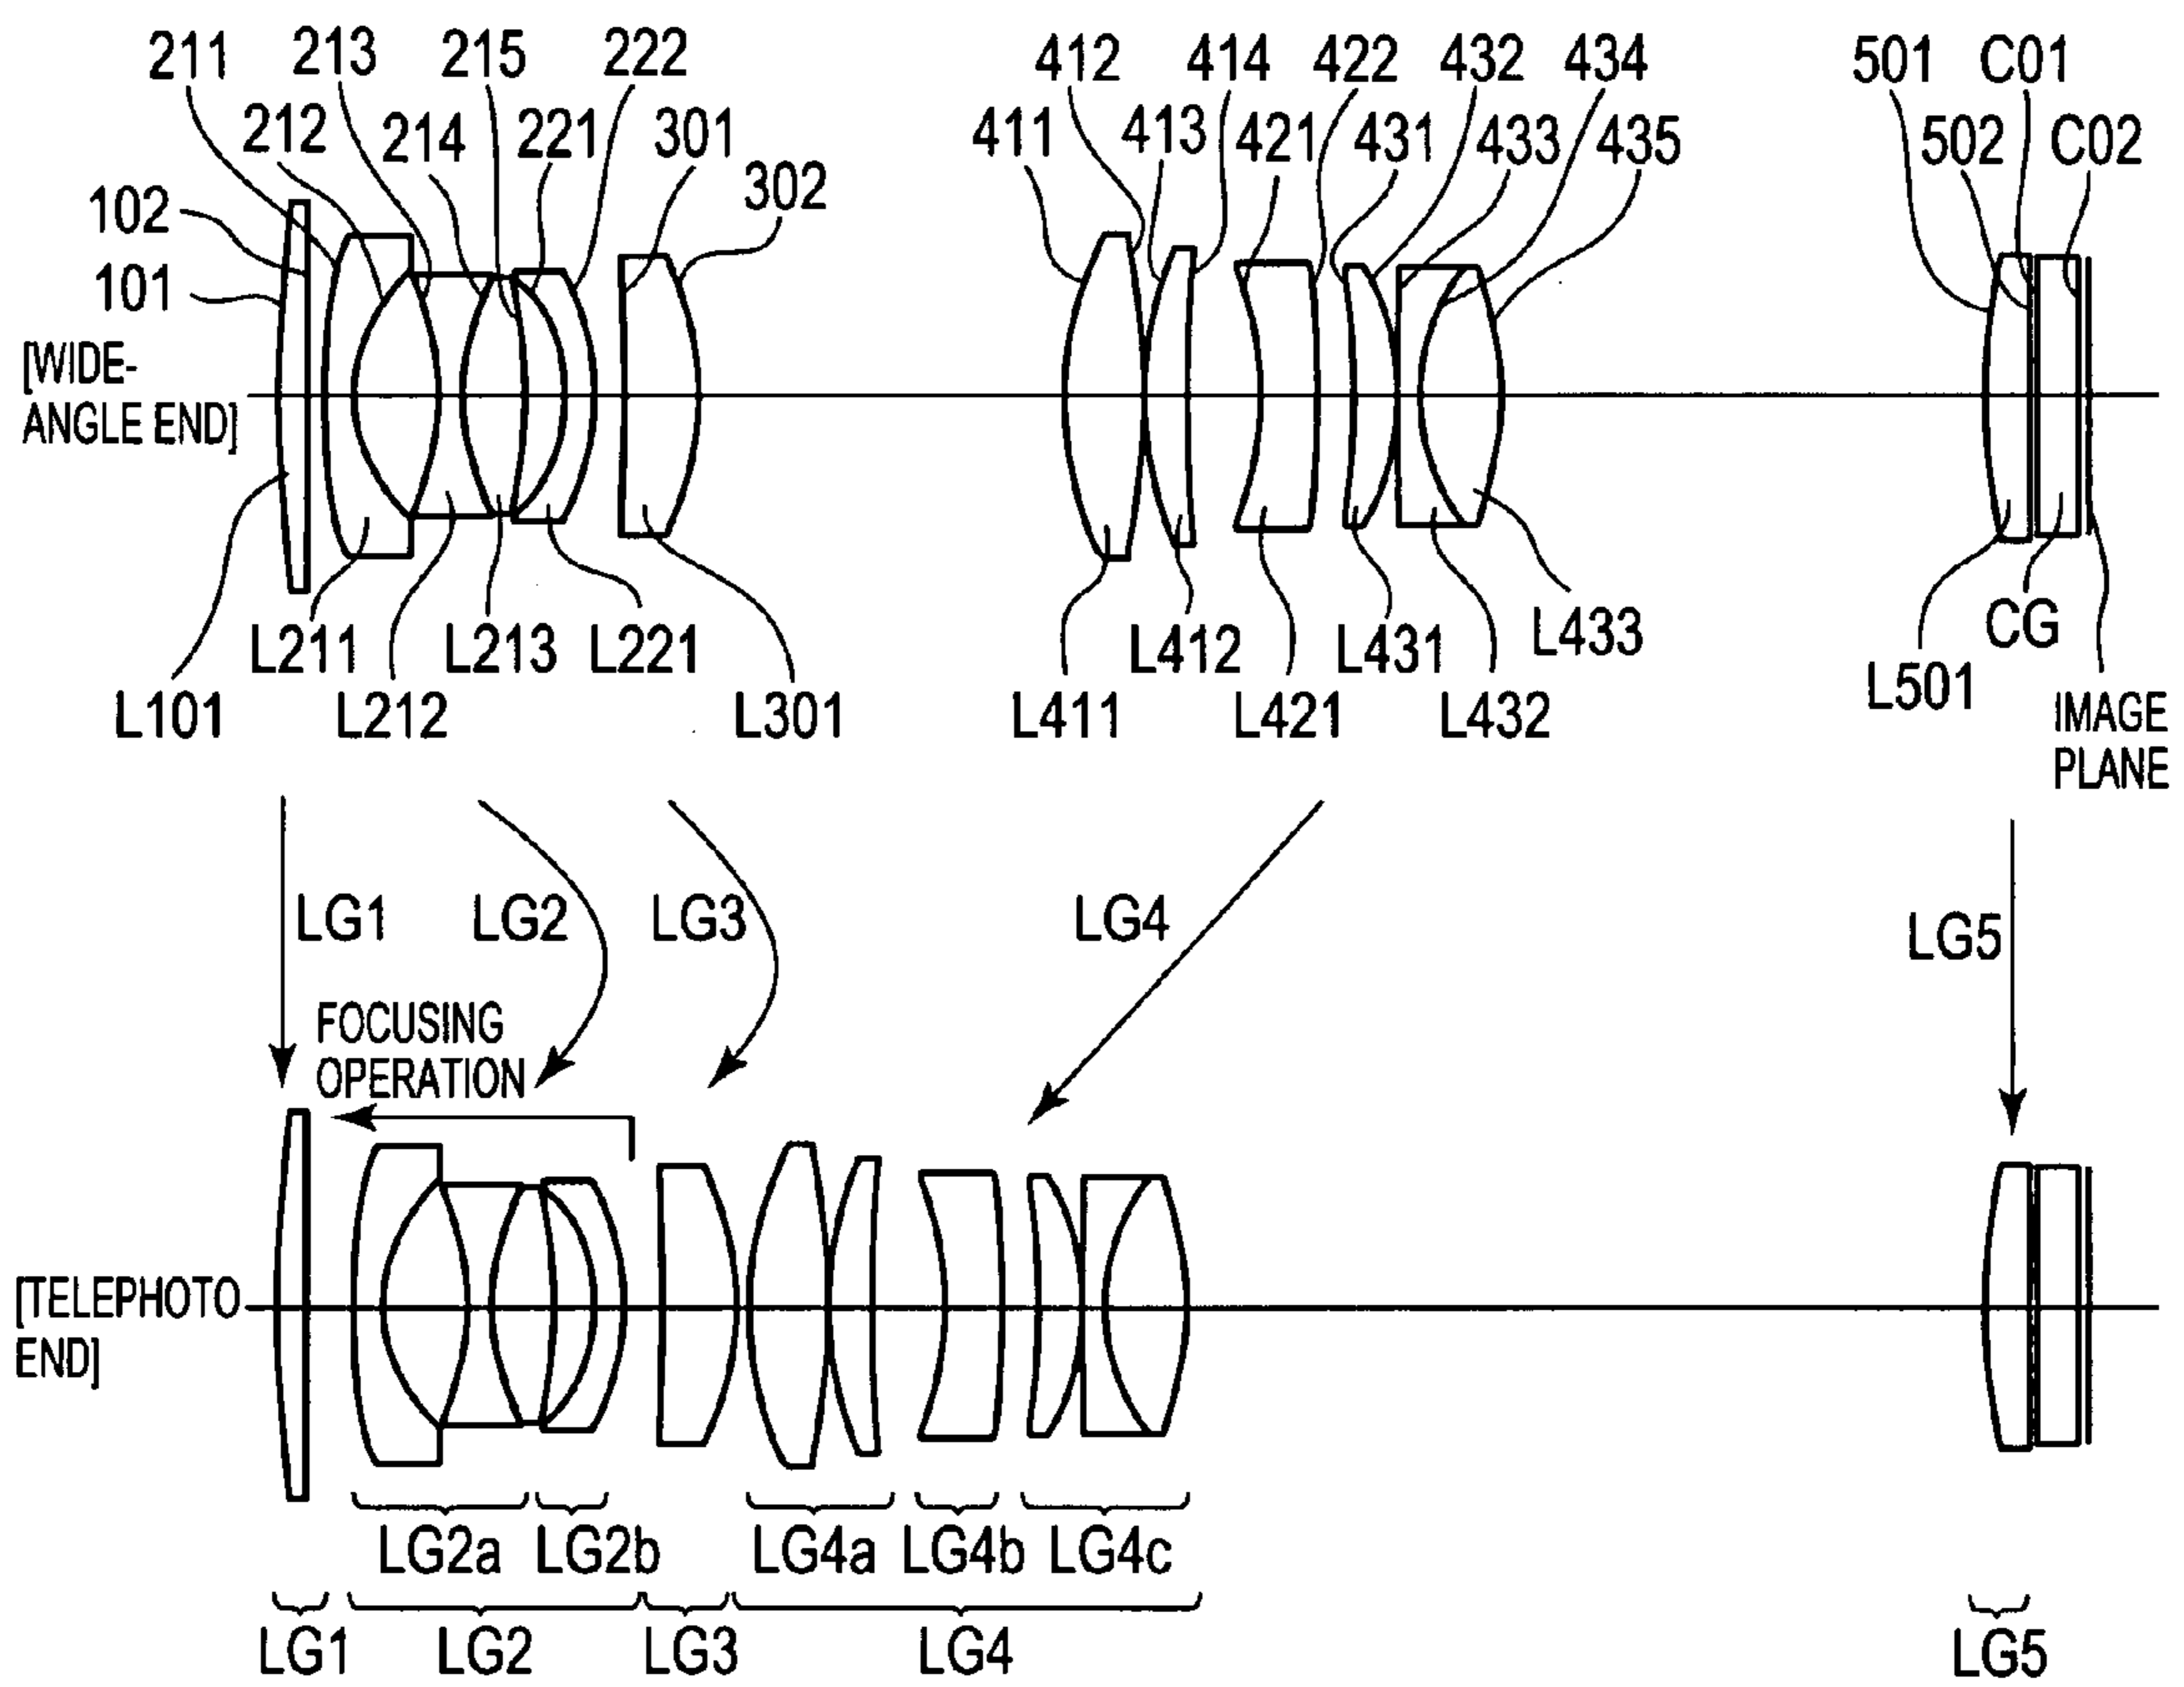 211 213 215 222 412 414 422 432 434 501 C01
212 214 221 301 411 413 421 431 433 435 502 C02
302
102
101
[WIDE-
ANGLE END]
L211 L213 L221 L412 L431 L433 CG
L101 L212 L301 L411 L421 L432 L501
IMAGE
PLANE
LG1 LG2 LG3 LG4 LG5
FOCUSING
OPERATION
[TELEPHOTO
END]
LG2a LG2b LG4a LG4b LG4c
LG1 LG2 LG3 LG4 LG5